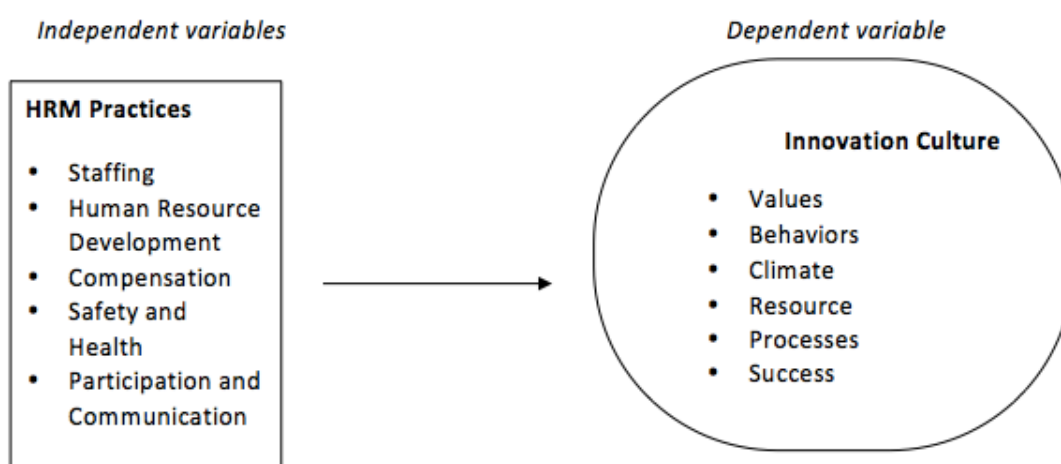 Independent variables
HRM Practices
• Staffing
• Human Resource
Development
• Compensation
• Safety and
Health
• Participation and
Communication
Dependent variable
Innovation Culture
• Values
• Behaviors
• Climate
• Resource
• Processes
• Success